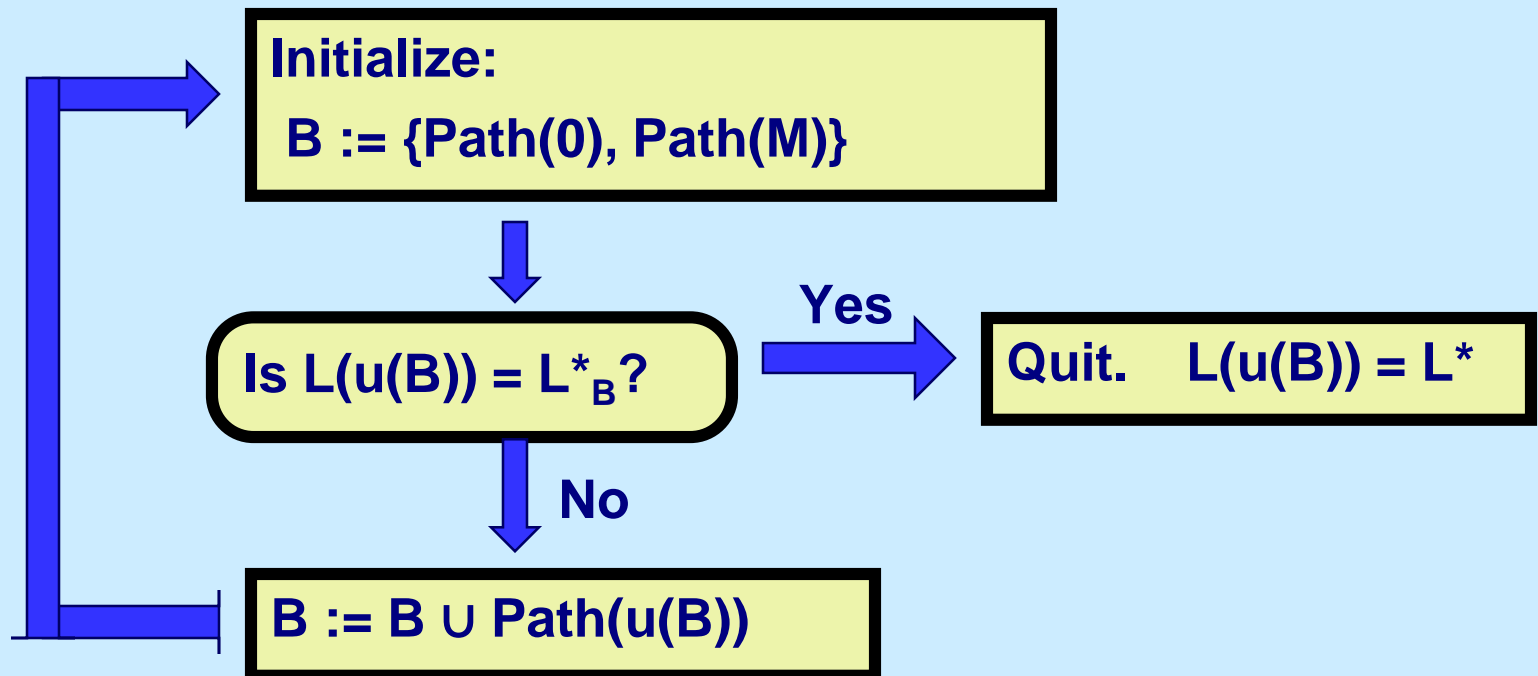 Initialize:
B := {Path(0), Path(M)}
Yes
Is L(u(B)) = L*B?
Quit. L(u(B)) = L*
No
B := B ∪ Path(u(B))